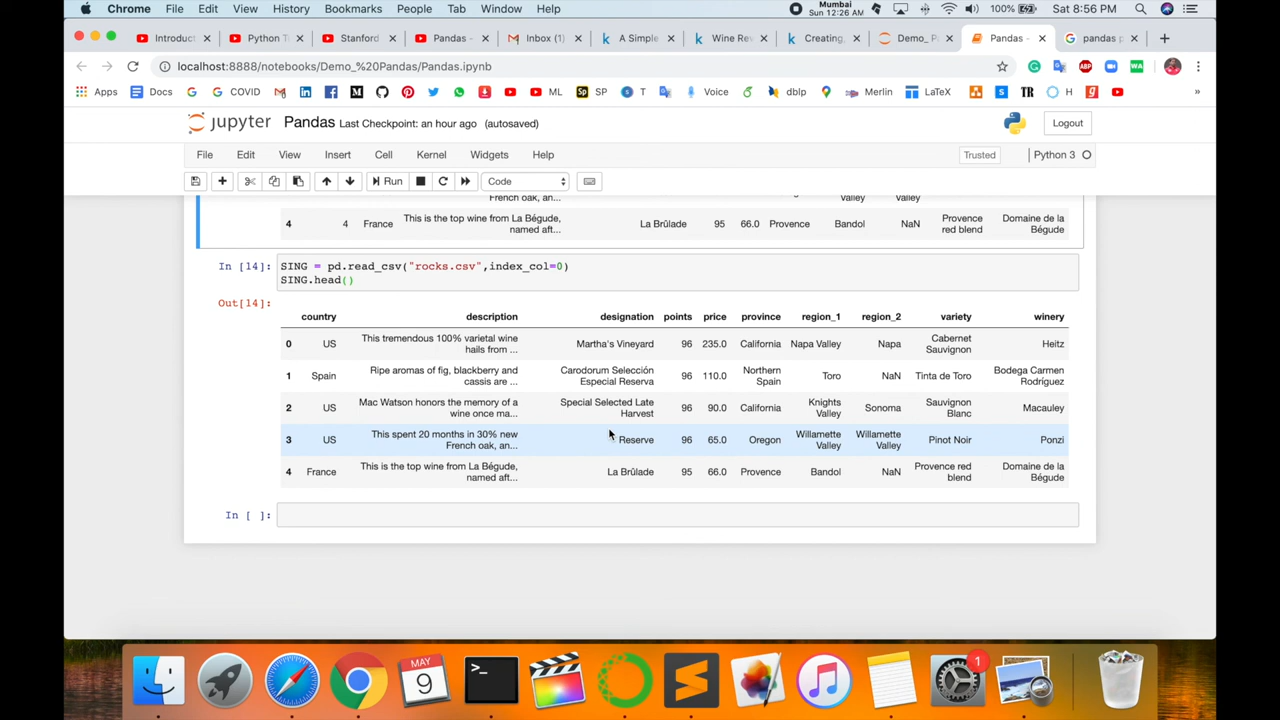 Chrome File Edit View History Bookmarks People Tab Window Help Mumbai Sun 12:26 AM 100% Sat 8:56 PM
Introduct Python T Stanford Pandas - Inbox (1) A Simple Wine Rev Creating, Demo_ P Pandas - pandas p
localhost:8888/notebooks/Demo_%20Pandas/Pandas.ipynb
Apps Docs COVID ML SP T Voice dblp Merlin LaTeX H »
jupyter Pandas Last Checkpoint: an hour ago (autosaved) Logout
File Edit View Insert Cell Kernel Widgets Help Trusted Python 3
Run Code
French oak, an... Valley Valley
4 4 France This is the top wine from La Bégude, named aft... La Brûlade 95 66.0 Provence Bandol NaN Provence red blend Domaine de la Bégude
In [14]: SING = pd.read_csv("rocks.csv",index_col=0)
SING.head()
Out[14]:
country description designation points price province region_1 region_2 variety winery
0 US This tremendous 100% varietal wine hails from ... Martha's Vineyard 96 235.0 California Napa Valley Napa Cabernet Sauvignon Heitz
1 Spain Ripe aromas of fig, blackberry and cassis are ... Carodorum Selección Especial Reserva 96 110.0 Northern Spain Toro NaN Tinta de Toro Bodega Carmen Rodríguez
2 US Mac Watson honors the memory of a wine once ma... Special Selected Late Harvest 96 90.0 California Knights Valley Sonoma Sauvignon Blanc Macauley
3 US This spent 20 months in 30% new French oak, an... Reserve 96 65.0 Oregon Willamette Valley Willamette Valley Pinot Noir Ponzi
4 France This is the top wine from La Bégude, named aft... La Brûlade 95 66.0 Provence Bandol NaN Provence red blend Domaine de la Bégude
In [ ]:
MAY
9
1